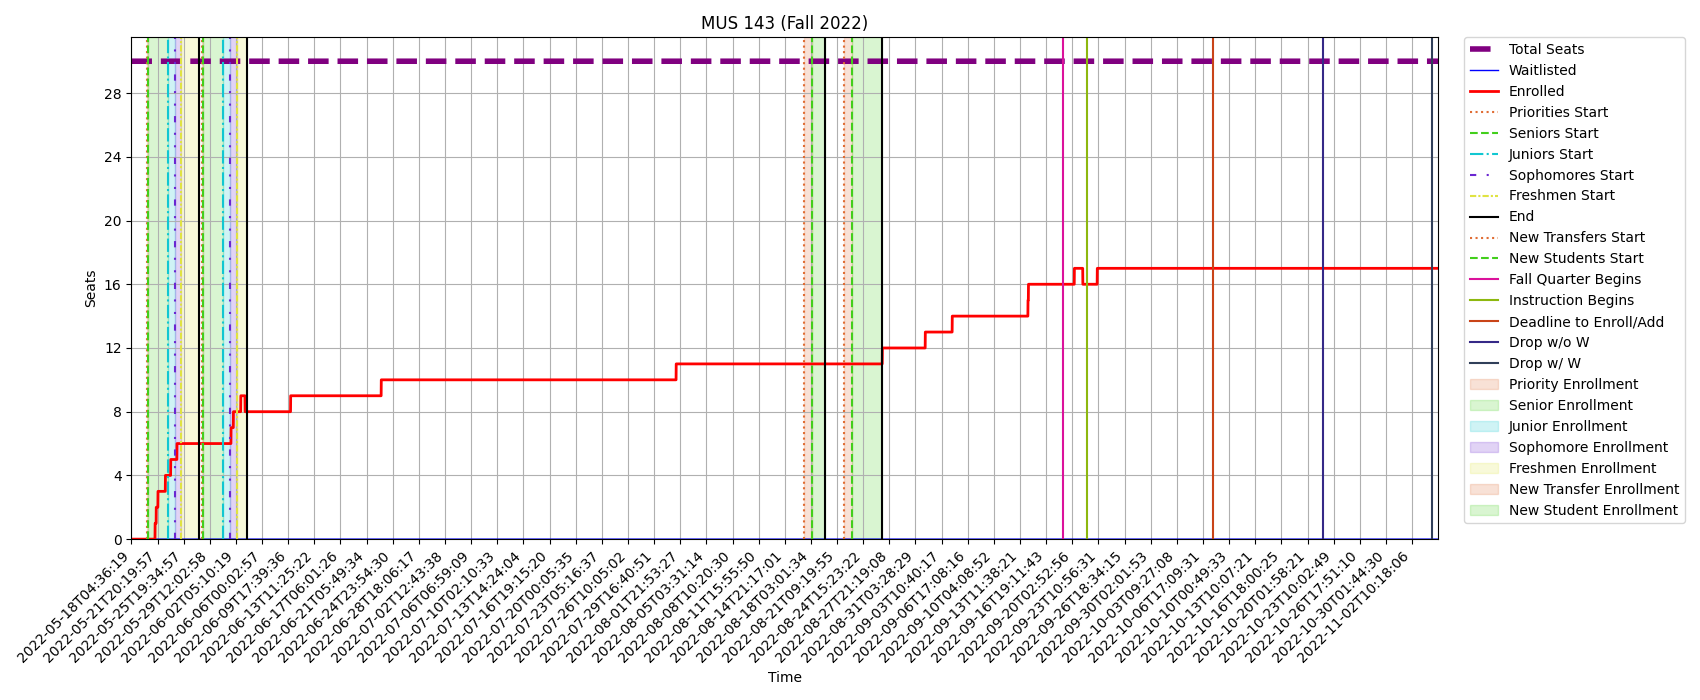 MUS 143 (Fall 2022)
Seats
28
24
20
16
12
8
4
0
2022-05-18T04:36:19
2022-05-21T20:19:57
2022-05-25T19:34:57
2022-05-29T12:02:58
2022-06-02T05:10:19
2022-06-06T00:02:57
2022-06-09T17:39:36
2022-06-13T11:25:22
2022-06-17T06:01:26
2022-06-21T05:49:34
2022-06-24T23:54:30
2022-06-28T18:06:17
2022-07-02T12:43:38
2022-07-06T06:59:09
2022-07-10T02:10:33
2022-07-13T14:24:04
2022-07-16T19:15:20
2022-07-20T00:05:35
2022-07-23T05:16:37
2022-07-26T10:05:02
2022-07-29T16:40:51
2022-08-01T21:53:27
2022-08-05T03:31:14
2022-08-08T10:20:30
2022-08-11T15:55:50
2022-08-14T21:17:01
2022-08-18T03:01:34
2022-08-21T09:19:55
2022-08-24T15:23:22
2022-08-27T21:19:08
2022-08-31T03:28:29
2022-09-03T10:40:17
2022-09-06T17:08:16
2022-09-10T04:08:52
2022-09-13T11:38:21
2022-09-16T19:11:43
2022-09-20T02:52:56
2022-09-23T10:56:31
2022-09-26T18:34:15
2022-09-30T02:01:53
2022-10-03T09:27:08
2022-10-06T17:09:31
2022-10-10T00:49:33
2022-10-13T10:07:21
2022-10-16T18:00:25
2022-10-20T01:58:21
2022-10-23T10:02:49
2022-10-26T17:51:10
2022-10-30T01:44:30
2022-11-02T10:18:06
Time
Total Seats
Waitlisted
Enrolled
Priorities Start
Seniors Start
Juniors Start
Sophomores Start
Freshmen Start
End
New Transfers Start
New Students Start
Fall Quarter Begins
Instruction Begins
Deadline to Enroll/Add
Drop w/o W
Drop w/ W
Priority Enrollment
Senior Enrollment
Junior Enrollment
Sophomore Enrollment
Freshmen Enrollment
New Transfer Enrollment
New Student Enrollment